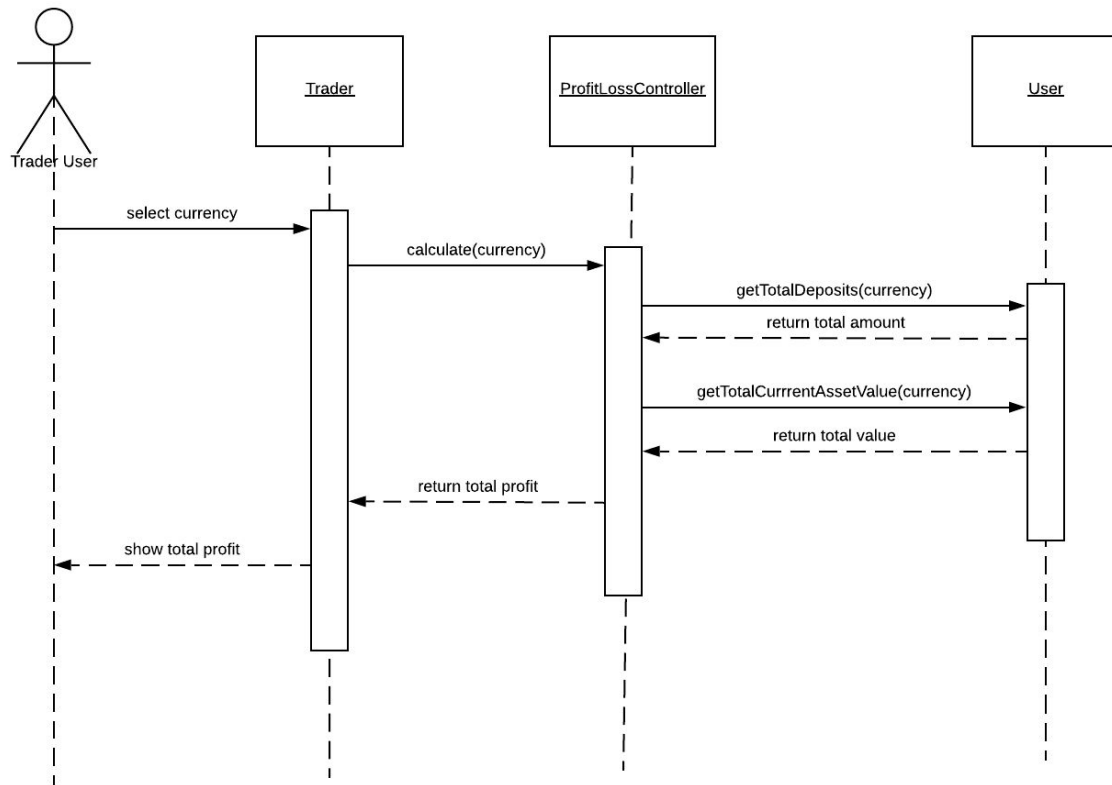 Trader
ProfitLossController
User
Trader User
select currency
calculate(currency)
getTotalDeposits(currency)
return total amount
getTotalCurrrentAssetValue(currency)
return total value
return total profit
show total profit